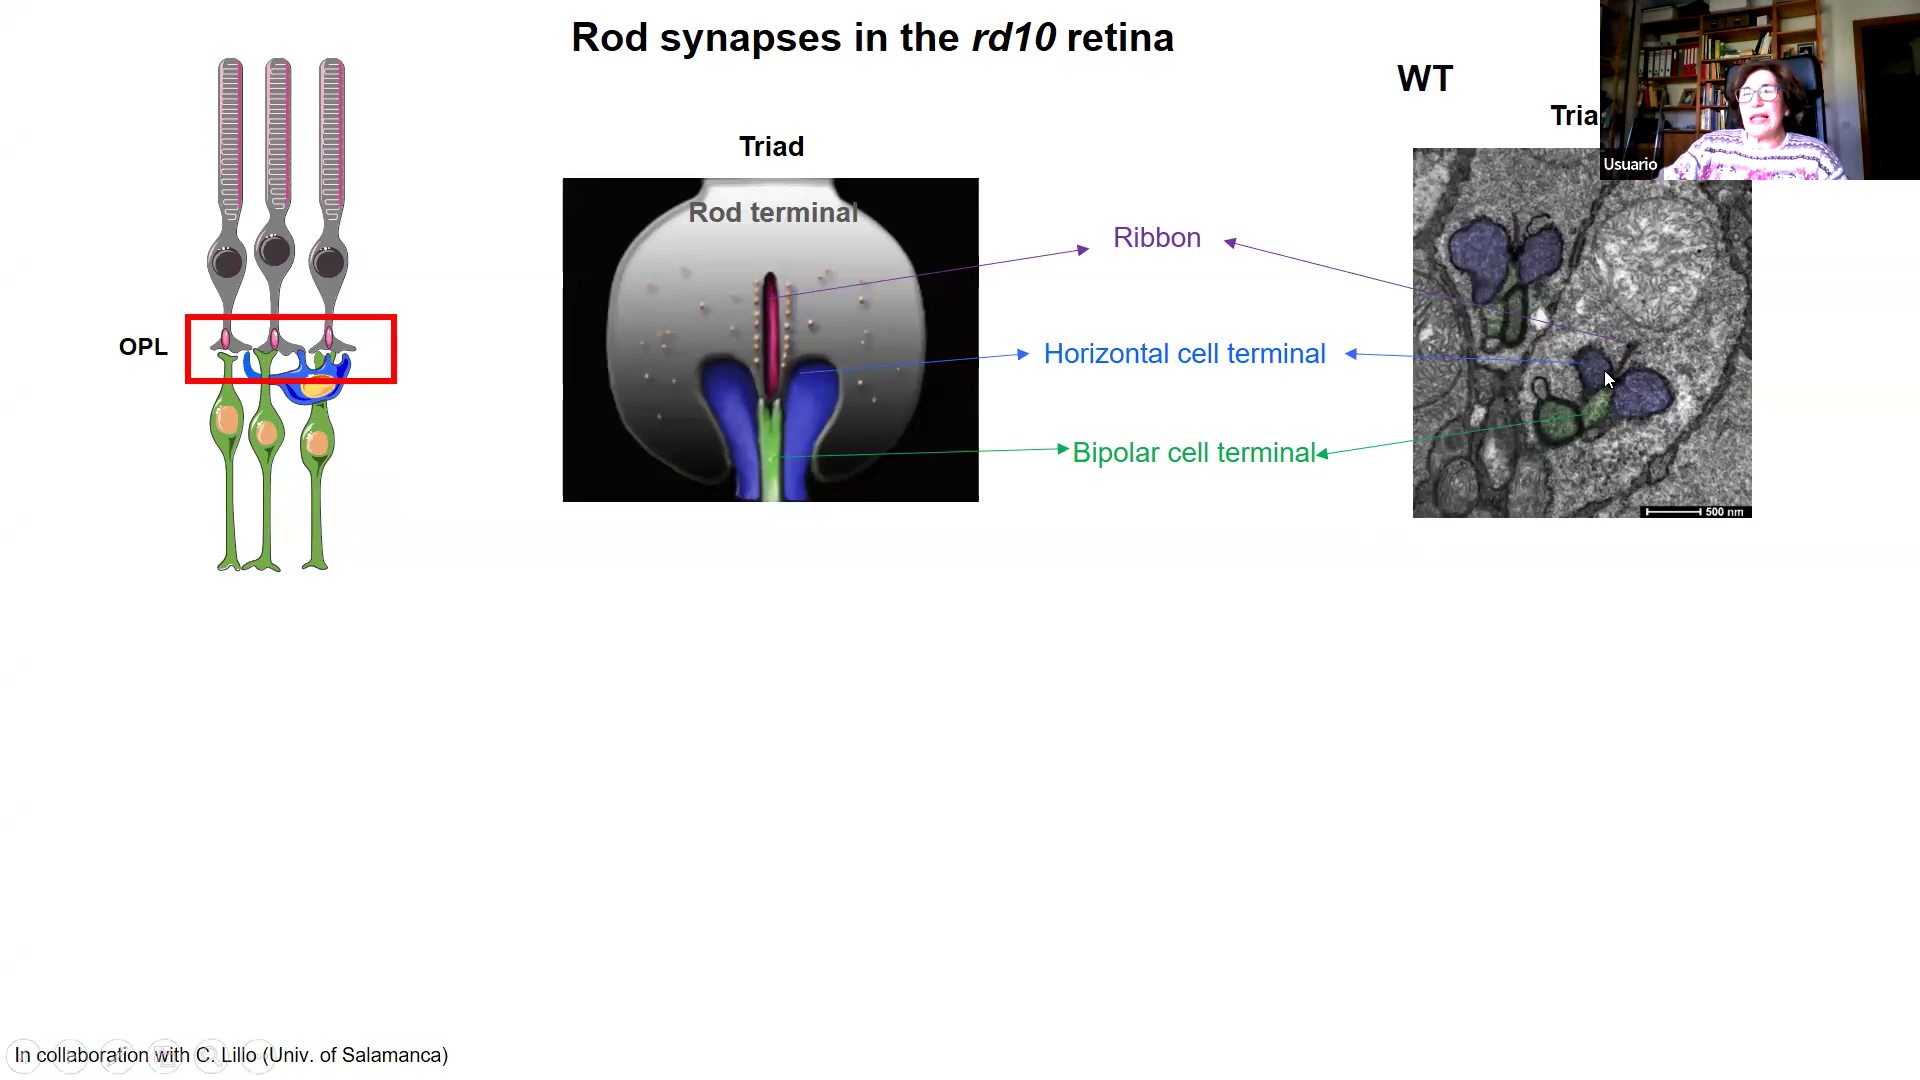 Rod synapses in the rd10 retina
WT
Triad
Tria
Usuario
Rod terminal
Ribbon
OPL
Horizontal cell terminal
Bipolar cell terminal
500 nm
In collaboration with C. Lillo (Univ. of Salamanca)